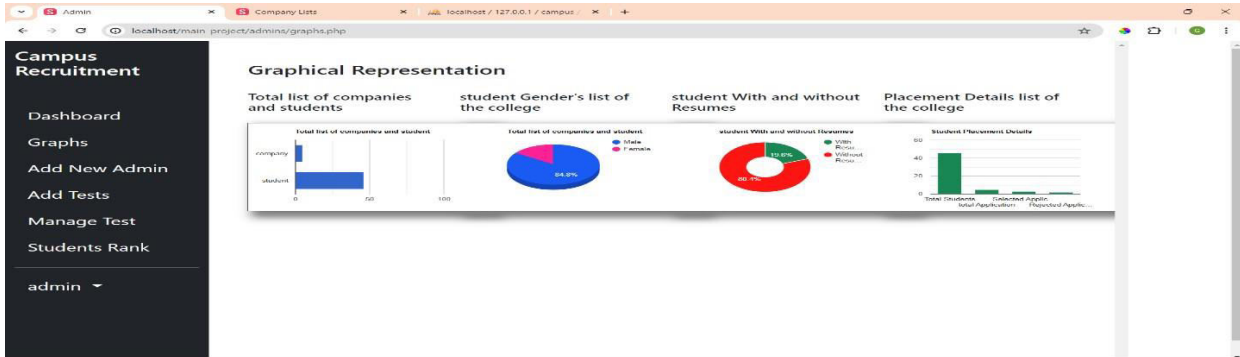 Admin
Company Lists
localhost / 127.0.0.1 / campus /
localhost/main project/admins/graphs.php
Campus
Recruitment
Dashboard
Graphs
Add New Admin
Add Tests
Manage Test
Students Rank
admin
Graphical Representation
Total list of companies
and students
student Gender's list of
the college
student With and without
Resumes
Placement Details list of
the college
Total list of companies and student
company
student
0 50 100
Total list of companies and student
Male
Female
84.8%
student With and without Resumes
With
Resu...
Without
Resu...
19.6%
80.4%
Student Placement Details
60
40
20
0
Total Students
Total Application
Selected Applic...
Rejected Applic...